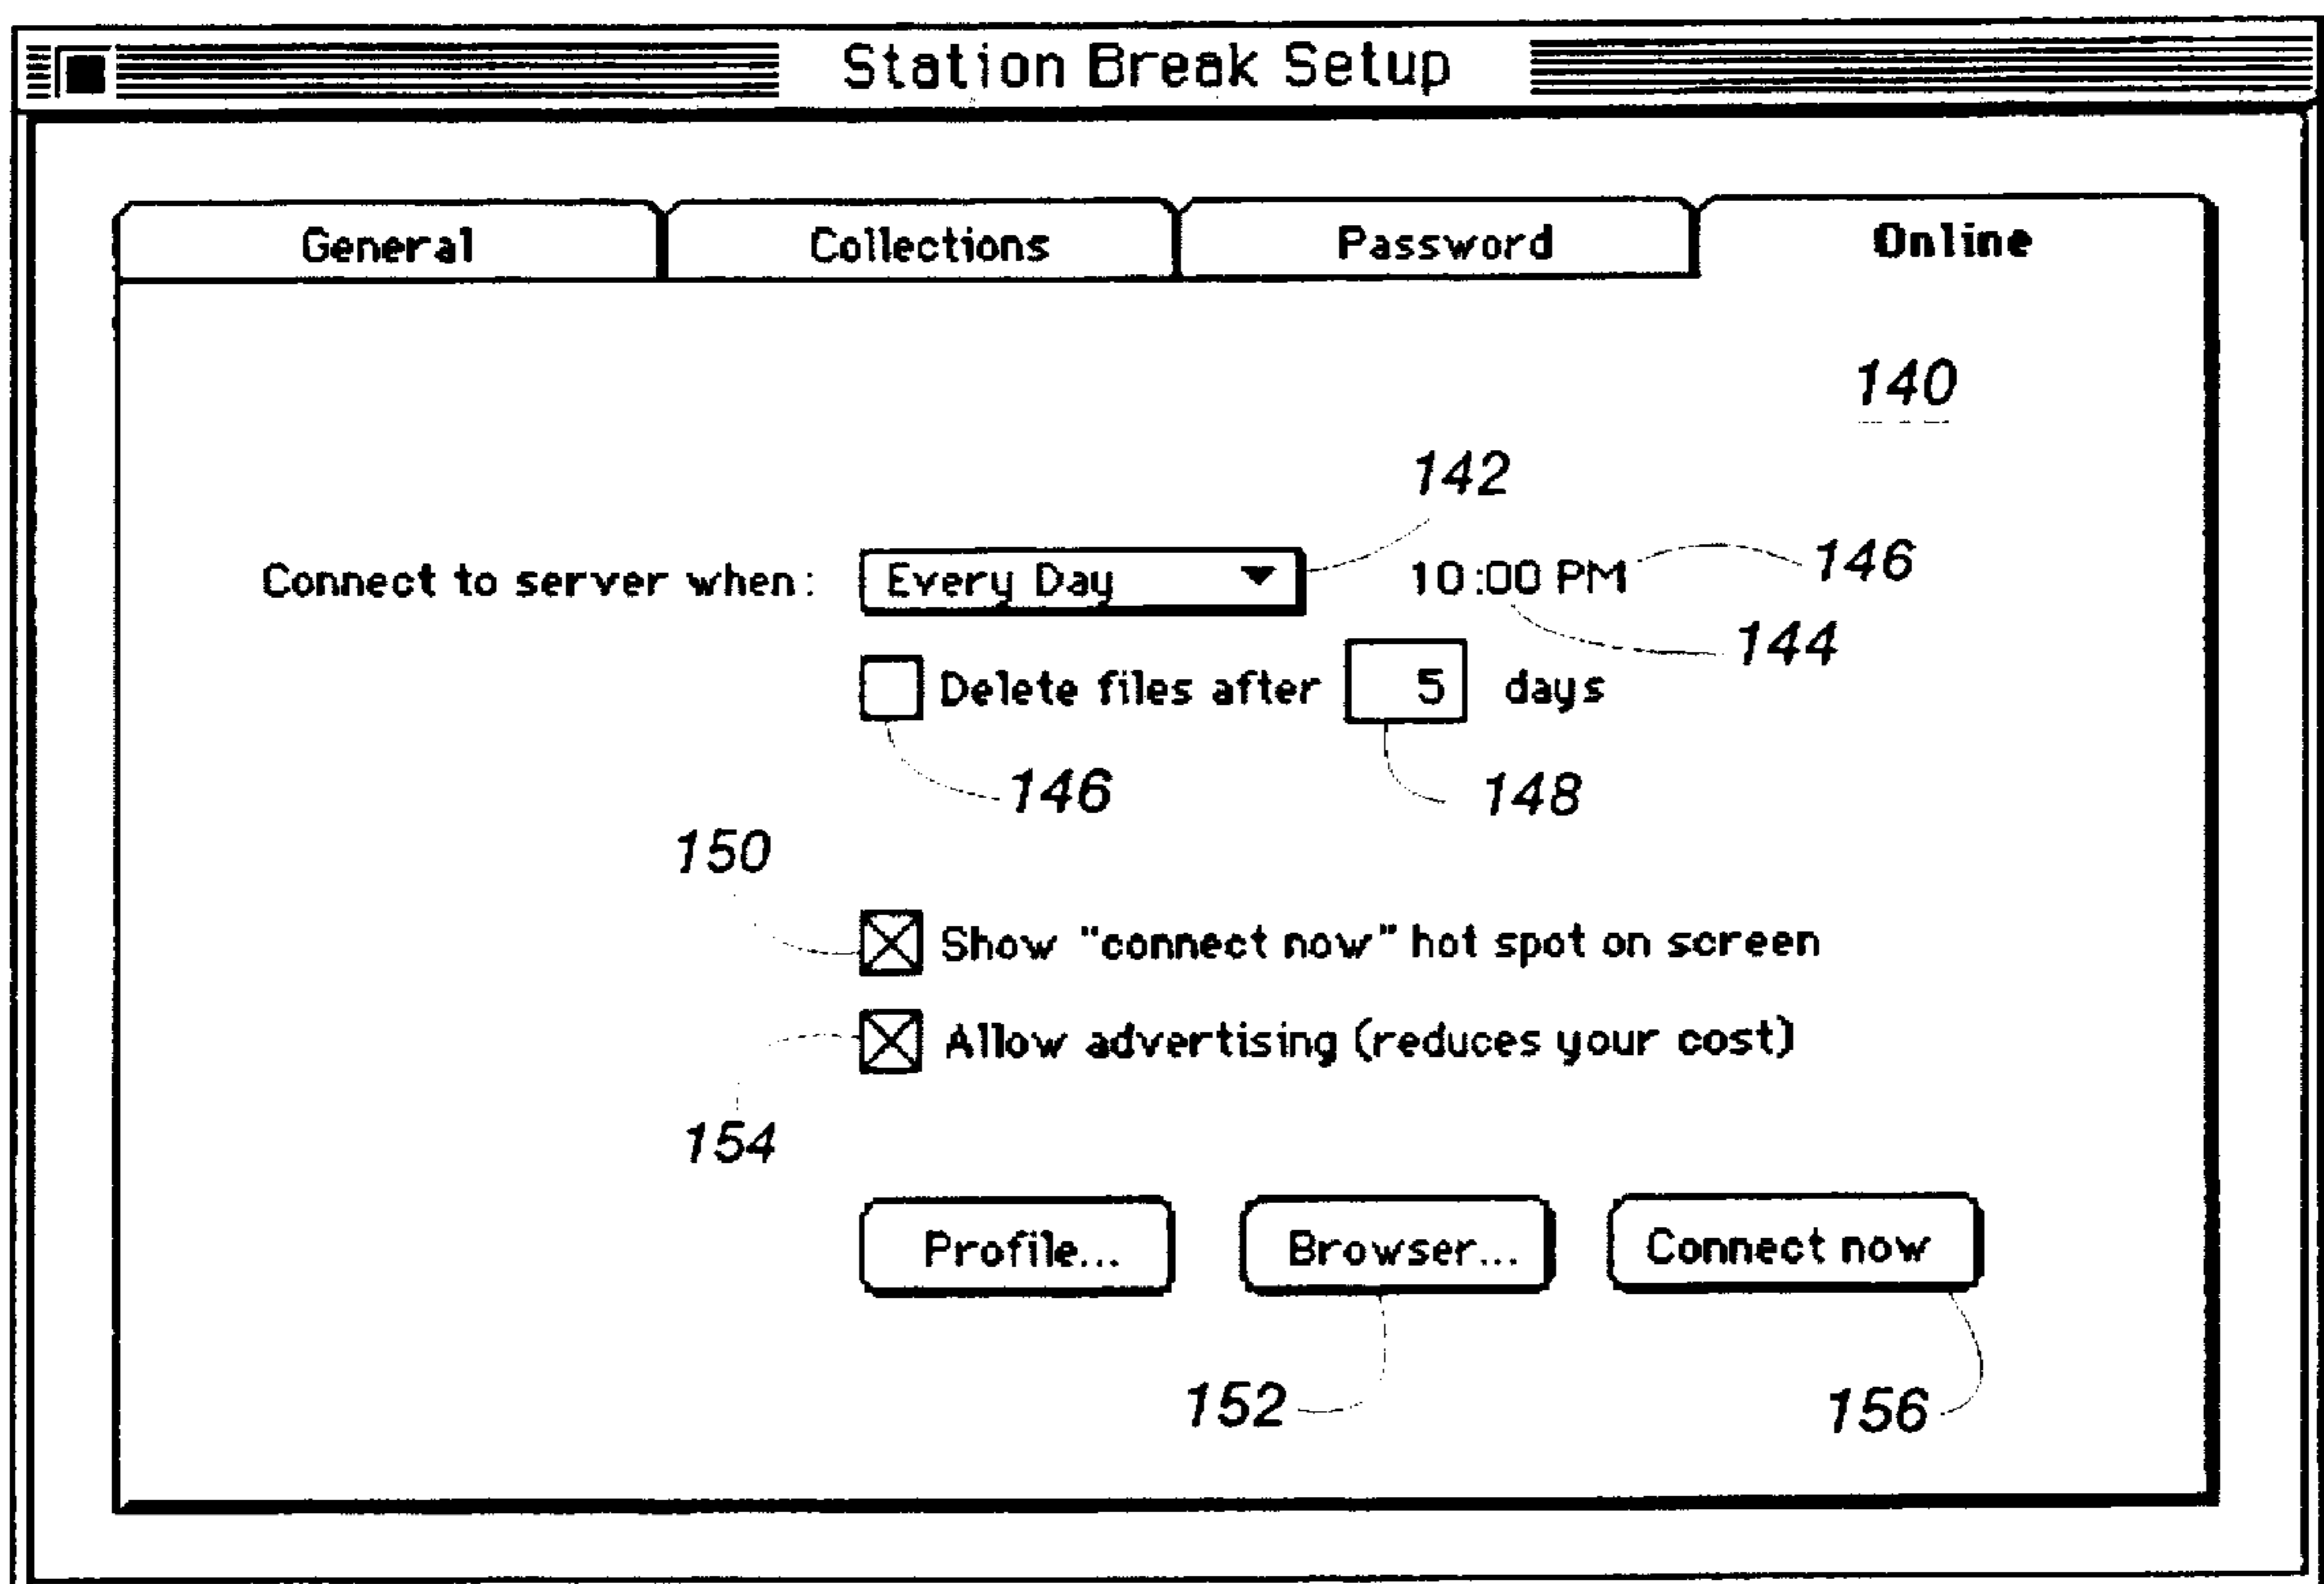 Station Break Setup
General Collections Password Online
140
142
Connect to server when: Every Day 10:00 PM 146
144
Delete files after 5 days
146 148
150
Show "connect now" hot spot on screen
Allow advertising (reduces your cost)
154
Profile... Browser... Connect now
152 156